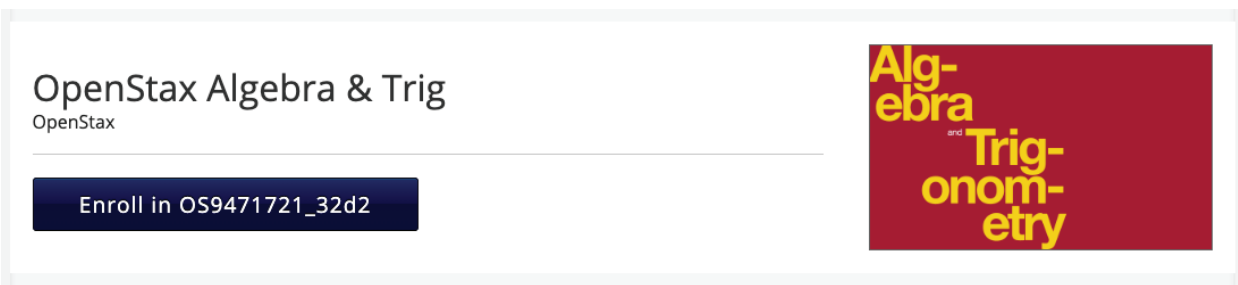 OpenStax Algebra & Trig
OpenStax
Enroll in OS9471721_32d2
Alg-
ebra
and Trig-
onom-
etry